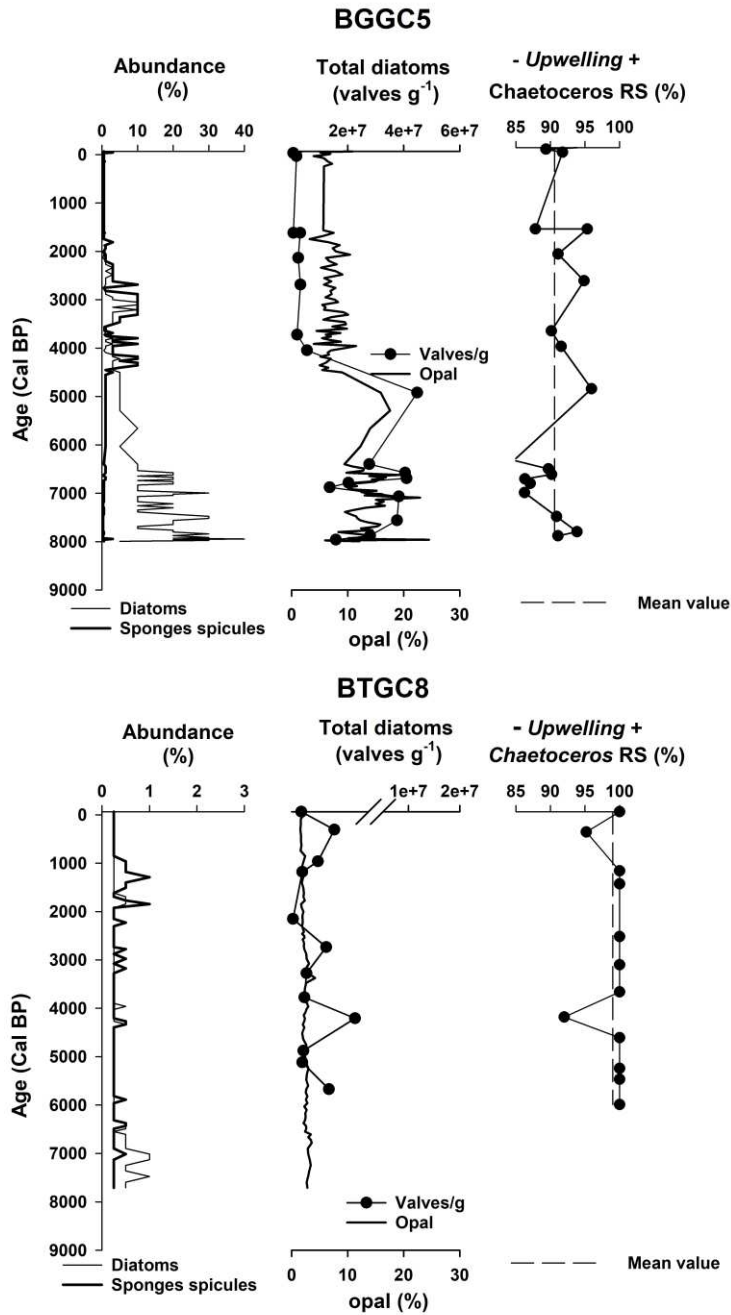 BGGC5
Abundance
(%)
Total diatoms
(valves g-1)
- Upwelling +
Chaetoceros RS (%)
0 10 20 30 40
2e+7 4e+7 6e+7
85 90 95 100
0
1000
2000
3000
4000
5000
6000
7000
8000
9000
Age (Cal BP)
Valves/g
Opal
Diatoms
Sponges spicules
0 10 20 30
opal (%)
Mean value
BTGC8
Abundance
(%)
Total diatoms
(valves g-1)
- Upwelling +
Chaetoceros RS (%)
0 1 2 3
1e+7 2e+7
85 90 95 100
0
1000
2000
3000
4000
5000
6000
7000
8000
9000
Age (Cal BP)
Valves/g
Opal
Diatoms
Sponges spicules
0 10 20 30
opal (%)
Mean value